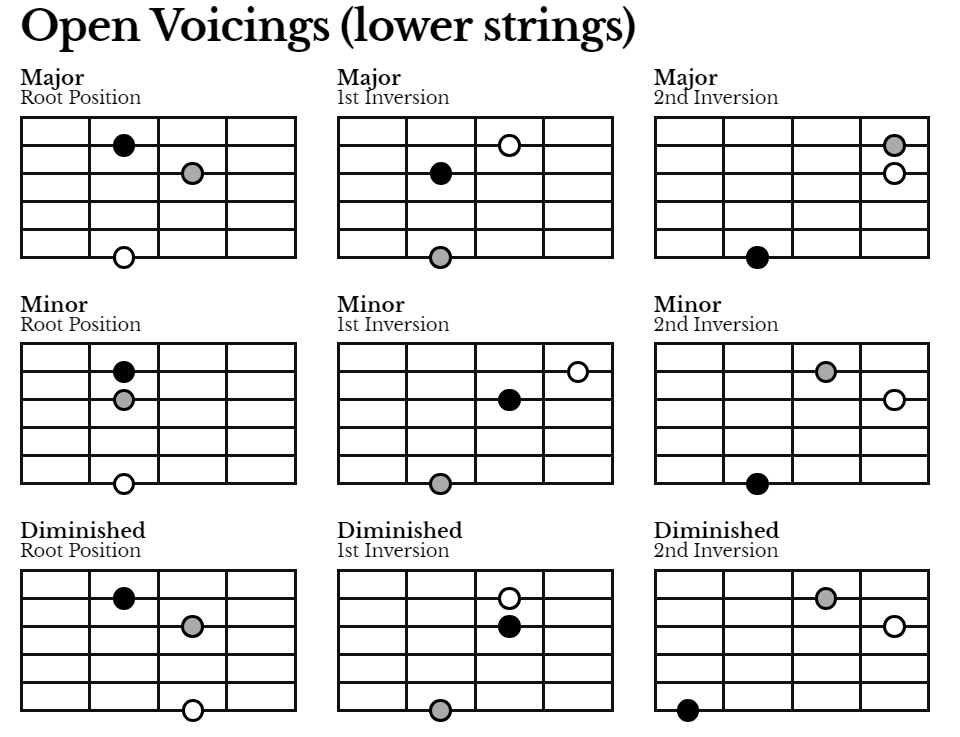 Open Voicings (lower strings)
Major
Root Position
Major
1st Inversion
Major
2nd Inversion
Minor
Root Position
Minor
1st Inversion
Minor
2nd Inversion
Diminished
Root Position
Diminished
1st Inversion
Diminished
2nd Inversion